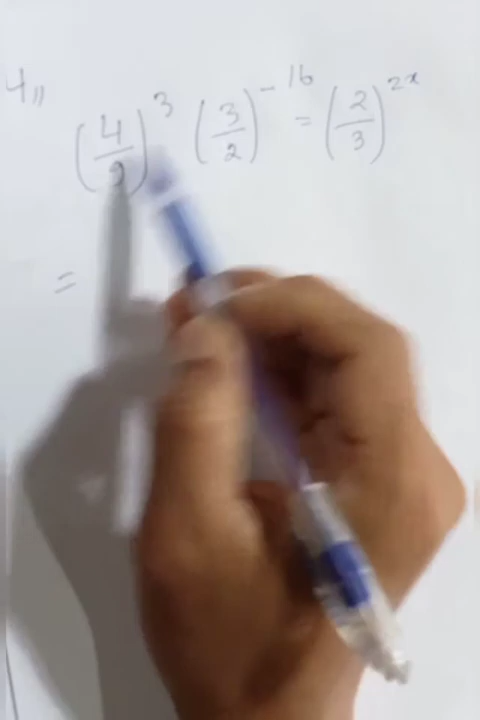 4,, (4/9)^3 (3/2)^-16 = (2/3)^2x
=